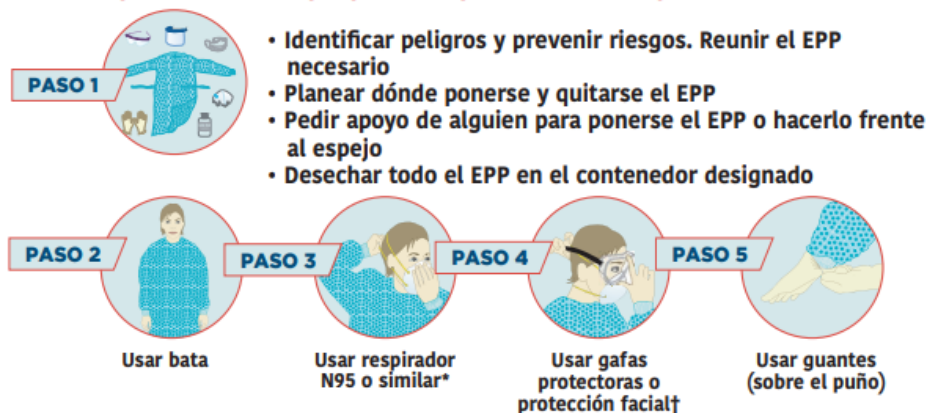 PASO 1
• Identificar peligros y prevenir riesgos. Reunir el EPP
necesario
• Planear dónde ponerse y quitarse el EPP
• Pedir apoyo de alguien para ponerse el EPP o hacerlo frente
al espejo
• Desechar todo el EPP en el contenedor designado
PASO 2
Usar bata
PASO 3
Usar respirador
N95 o similar*
PASO 4
Usar gafas
protectoras o
protección facial†
PASO 5
Usar guantes
(sobre el puño)